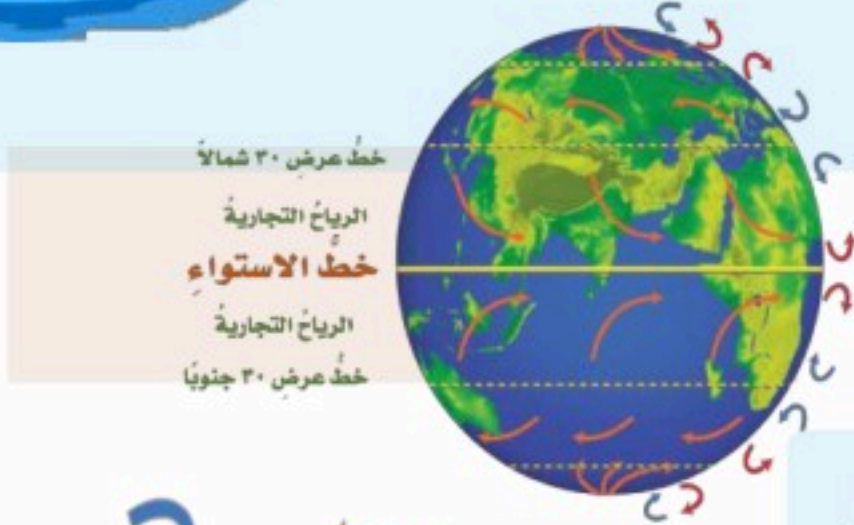 خطُّ عرضِ ٣٠ شمالاً
الرياحُ التجاريةُ
خطُّ الاستواءِ
الرياحُ التجاريةُ
خطُّ عرضِ ٣٠ جنوبًا